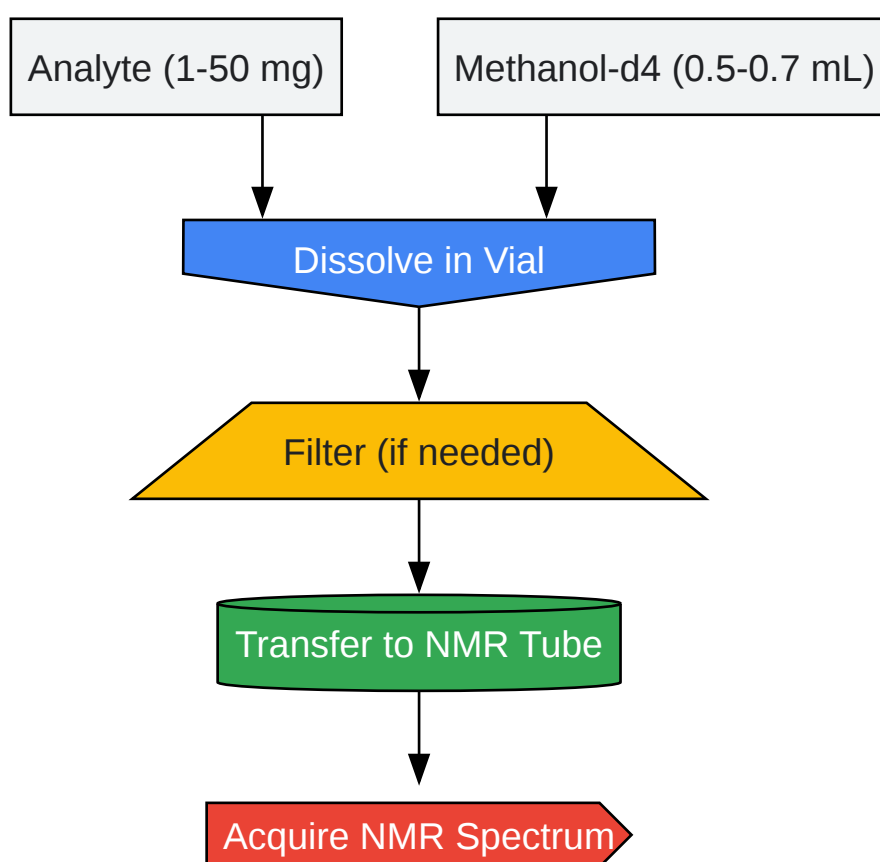 Analyte (1-50 mg)
Methanol-d4 (0.5-0.7 mL)
Dissolve in Vial
Filter (if needed)
Transfer to NMR Tube
Acquire NMR Spectrum